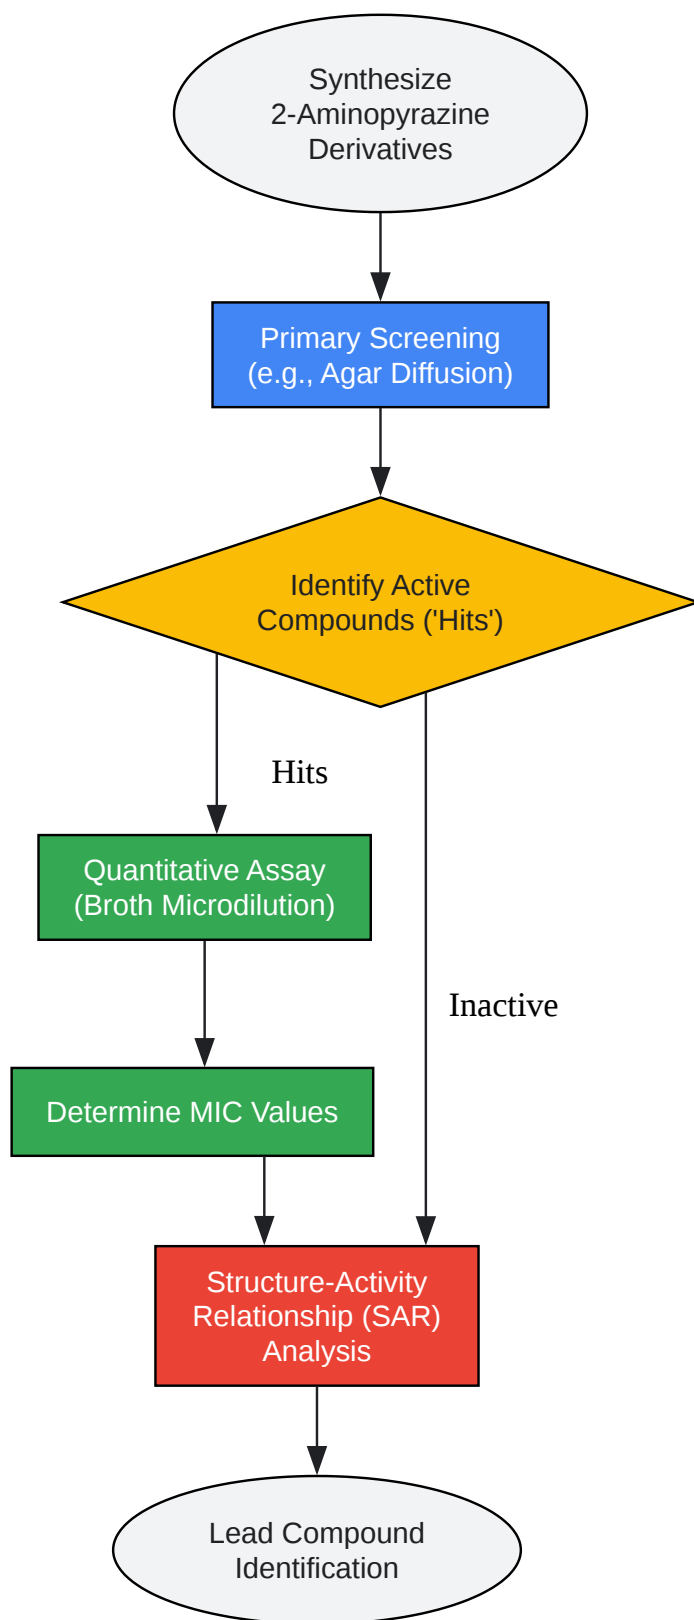 Synthesize
2-Aminopyrazine
Derivatives
Primary Screening
(e.g., Agar Diffusion)
Identify Active
Compounds ('Hits')
Hits
Quantitative Assay
(Broth Microdilution)
Inactive
Determine MIC Values
Structure-Activity
Relationship (SAR)
Analysis
Lead Compound
Identification